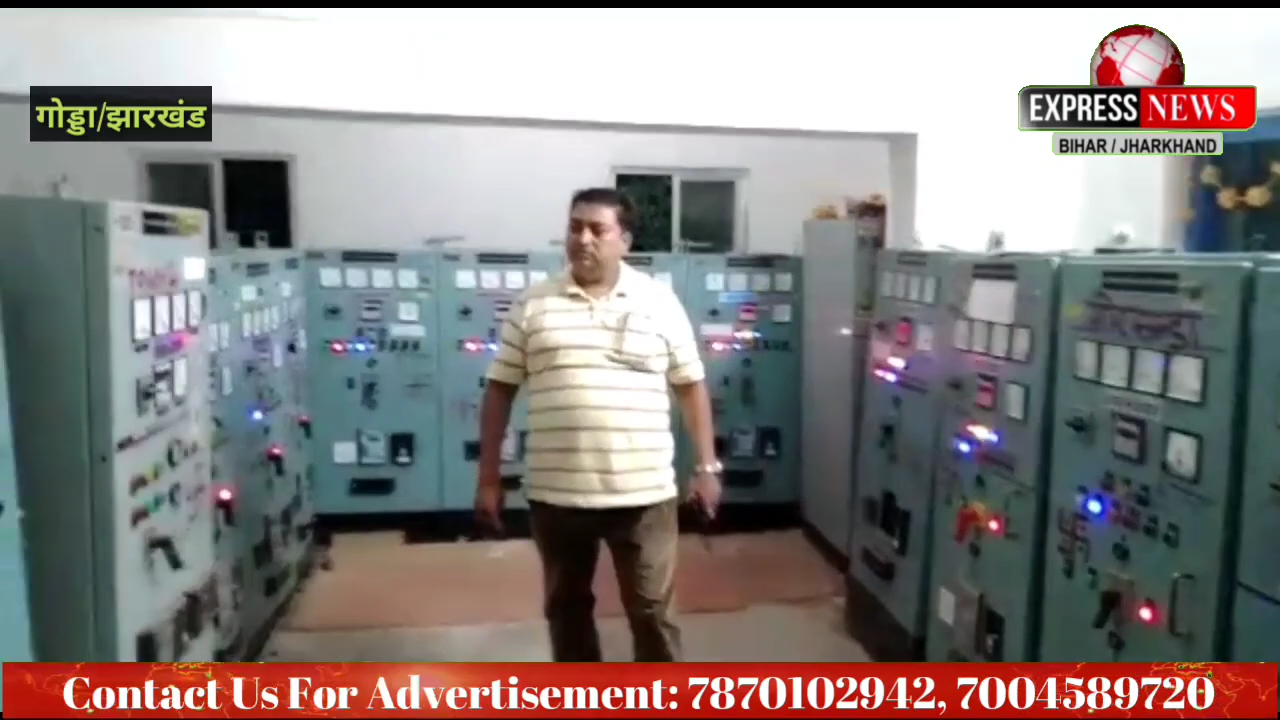 गोड्डा/झारखंड
EXPRESS NEWS
BIHAR / JHARKHAND
Contact Us For Advertisement: 7870102942, 7004589720